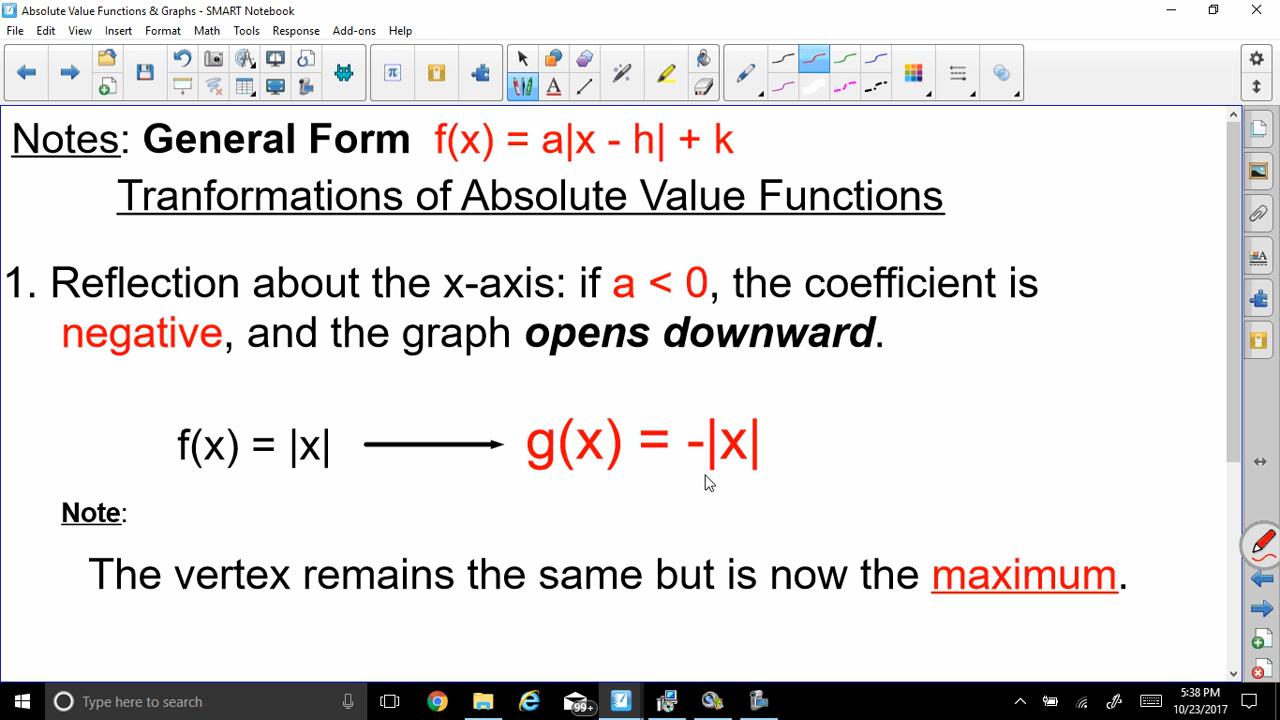 Absolute Value Functions & Graphs - SMART Notebook
File Edit View Insert Format Math Tools Response Add-ons Help
Notes: General Form f(x) = a|x - h| + k
Tranformations of Absolute Value Functions
1. Reflection about the x-axis: if a < 0, the coefficient is
negative, and the graph opens downward.
f(x) = |x| g(x) = -|x|
Note:
The vertex remains the same but is now the maximum.
Type here to search
99+
5:38 PM
10/23/2017